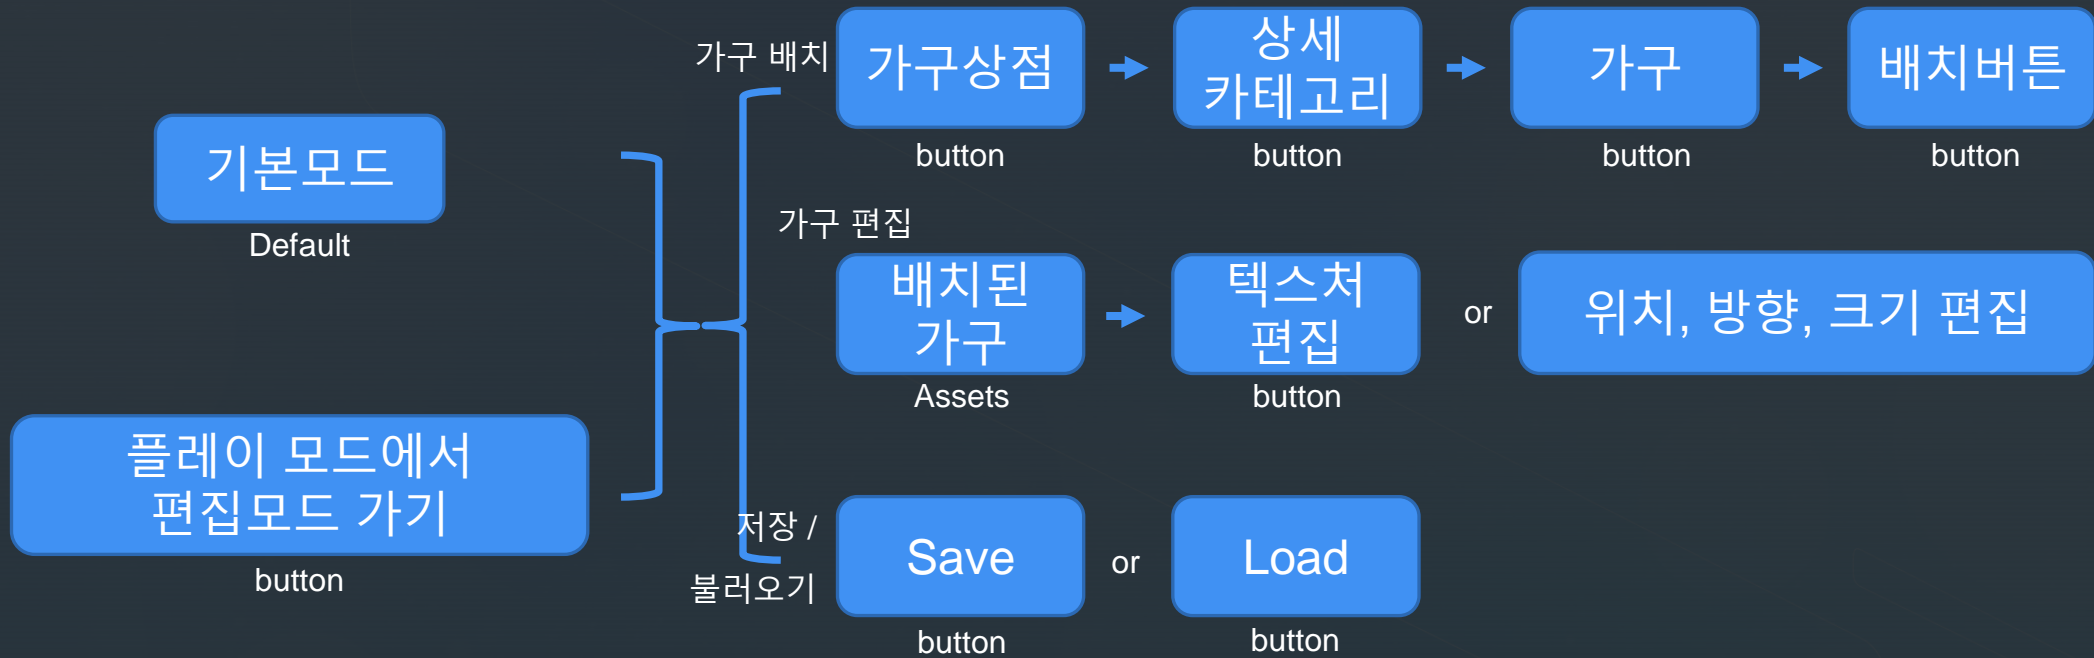 기본모드
Default
플레이 모드에서
편집모드 가기
button
가구 배치
가구상점
button
상세
카테고리
button
가구
button
배치버튼
button
가구 편집
배치된
가구
Assets
텍스처
편집
button
or
위치, 방향, 크기 편집
저장 /
불러오기
Save
button
or
Load
button